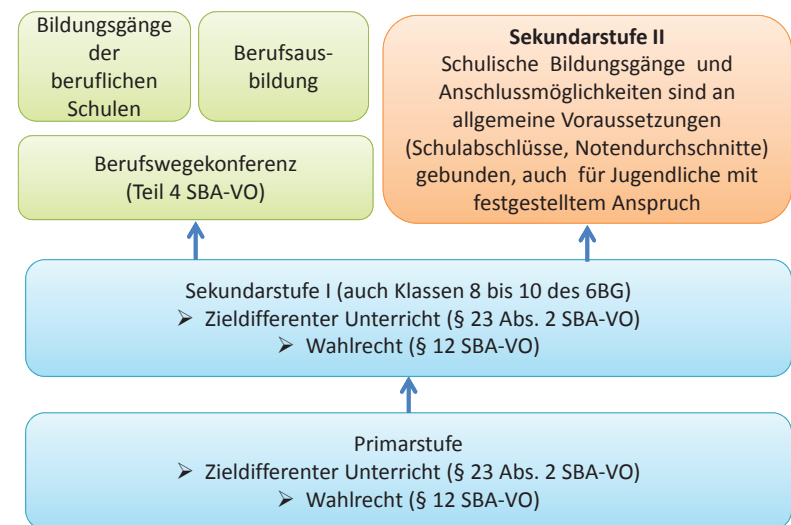 Bildungsgänge
der
beruflichen
Schulen
Berufsaus-
bildung
Berufswegekonferenz
(Teil 4 SBA-VO)
Sekundarstufe II
Schulische Bildungsgänge und
Anschlussmöglichkeiten sind an
allgemeine Voraussetzungen
(Schulabschlüsse, Notendurchschnitte)
gebunden, auch für Jugendliche mit
festgestelltem Anspruch
Sekundarstufe I (auch Klassen 8 bis 10 des 6BG)
➢ Zieldifferenter Unterricht (§ 23 Abs. 2 SBA-VO)
➢ Wahlrecht (§ 12 SBA-VO)
Primarstufe
➢ Zieldifferenter Unterricht (§ 23 Abs. 2 SBA-VO)
➢ Wahlrecht (§ 12 SBA-VO)